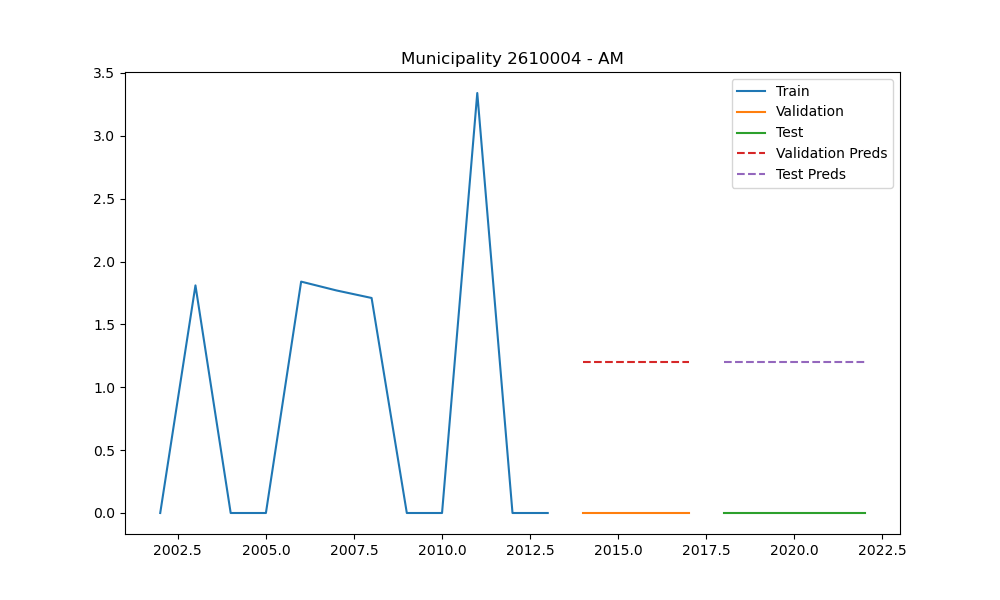 Municipality 2610004 - AM
3.5
3.0
2.5
2.0
1.5
1.0
0.5
0.0
2002.5 2005.0 2007.5 2010.0 2012.5 2015.0 2017.5 2020.0 2022.5
Train
Validation
Test
Validation Preds
Test Preds